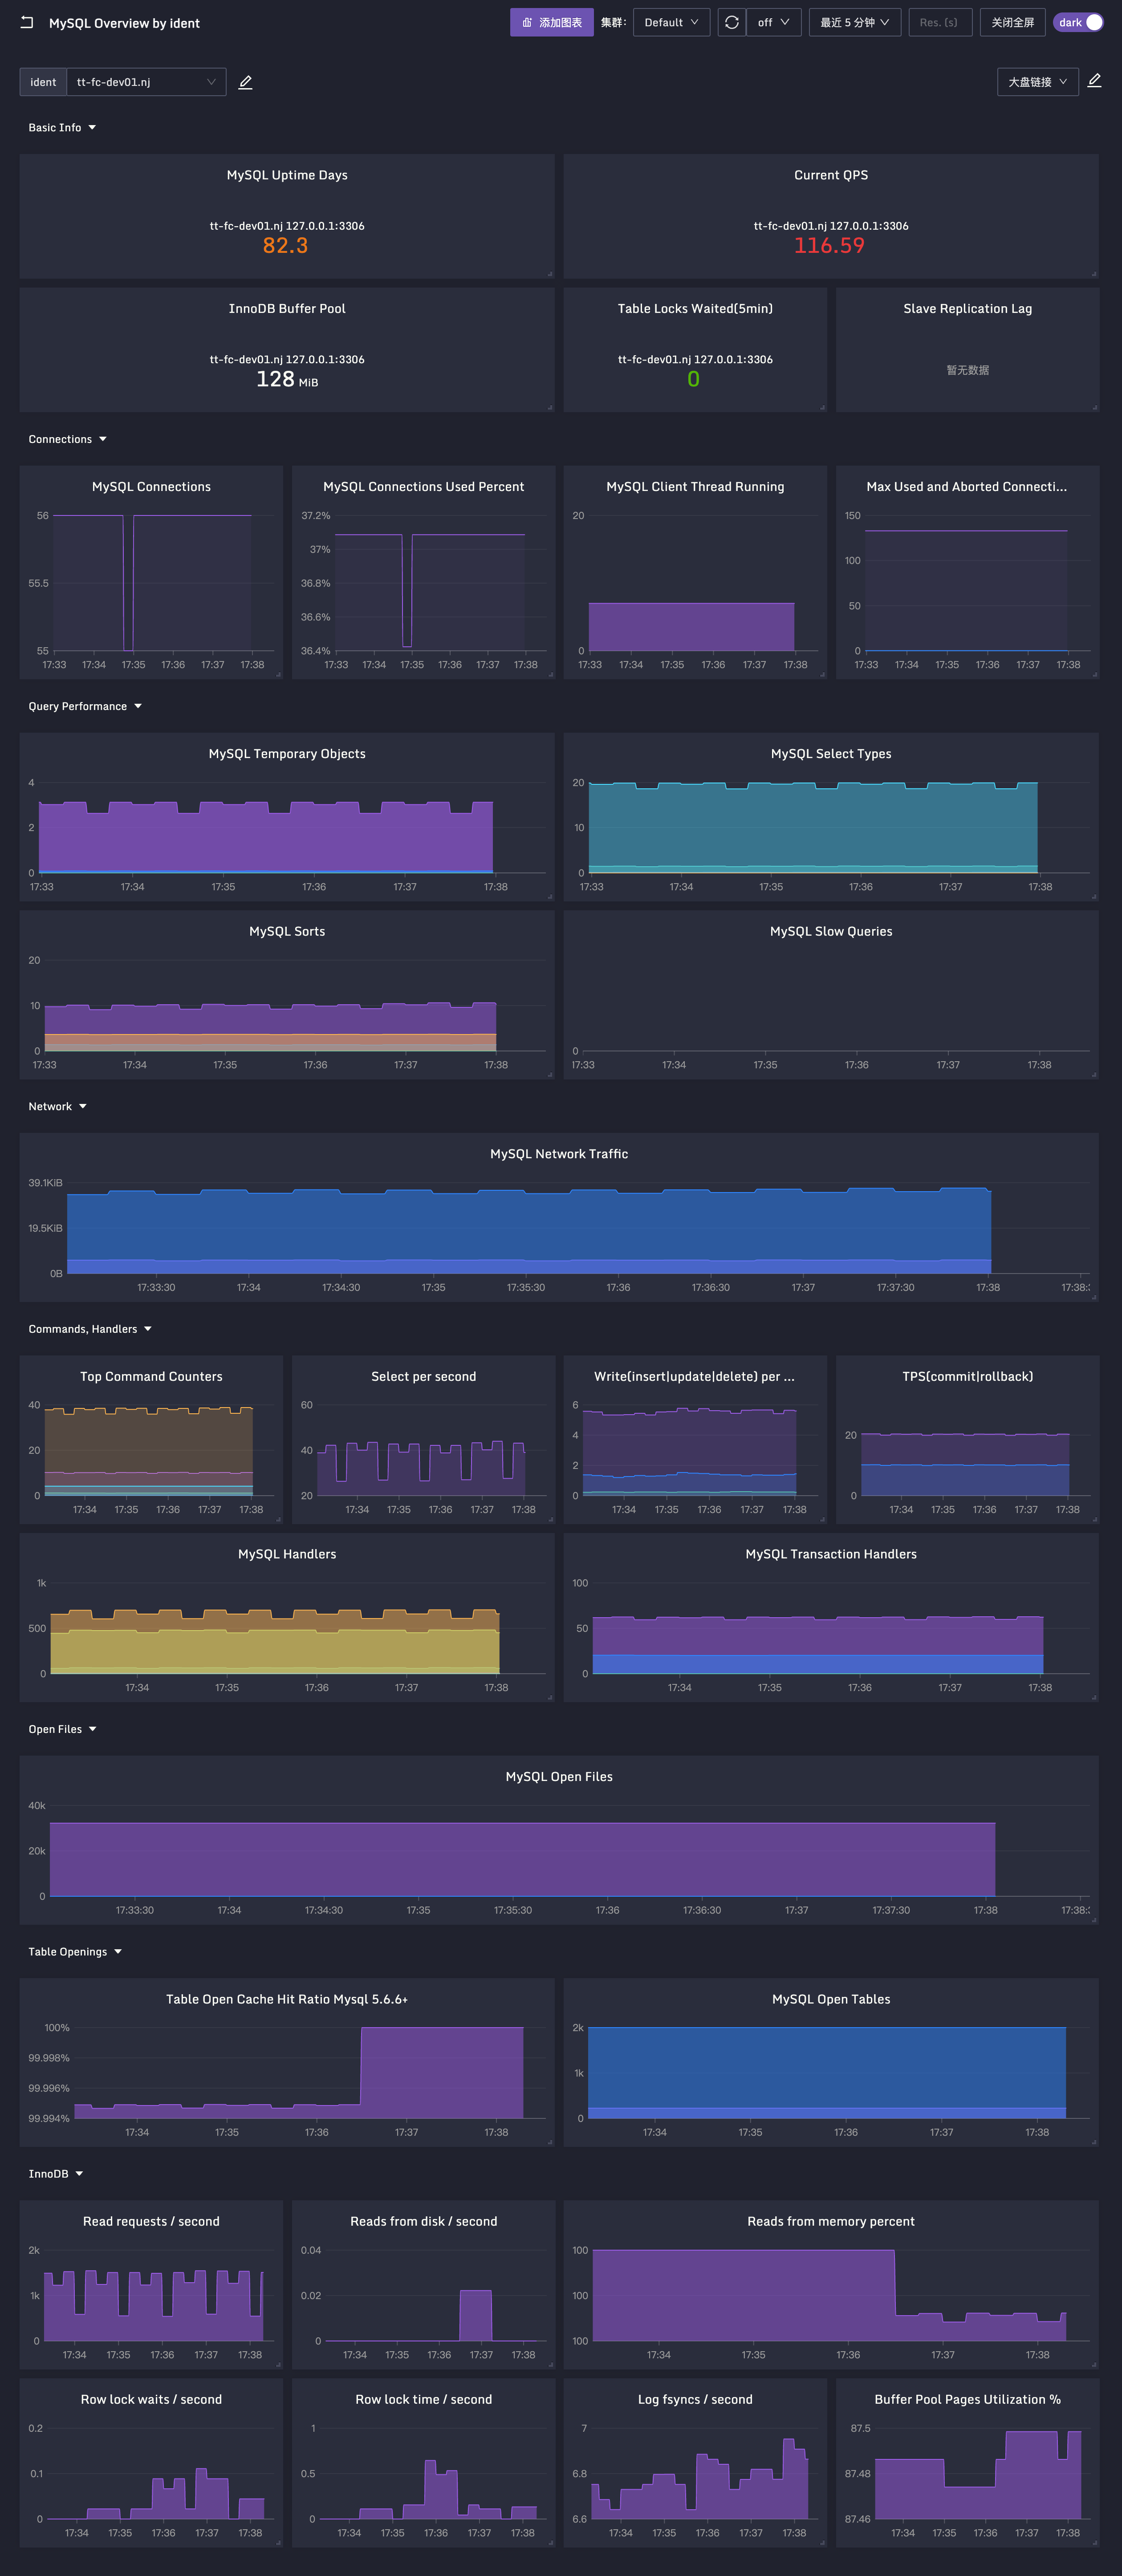 MySQL Overview by ident
添加图表 集群: Default off 最近 5 分钟 Res. (s) 关闭全屏 dark
ident tt-fc-dev01.nj 大盘链接
Basic Info
MySQL Uptime Days
tt-fc-dev01.nj 127.0.0.1:3306
82.3
Current QPS
tt-fc-dev01.nj 127.0.0.1:3306
116.59
InnoDB Buffer Pool
tt-fc-dev01.nj 127.0.0.1:3306
128 MiB
Table Locks Waited(5min)
tt-fc-dev01.nj 127.0.0.1:3306
0
Slave Replication Lag
暂无数据
Connections
MySQL Connections
56
55.5
55
17:33 17:34 17:35 17:36 17:37 17:38
MySQL Connections Used Percent
37.2%
37%
36.8%
36.6%
36.4%
17:33 17:34 17:35 17:36 17:37 17:38
MySQL Client Thread Running
20
0
17:33 17:34 17:35 17:36 17:37 17:38
Max Used and Aborted Connecti...
150
100
50
0
17:33 17:34 17:35 17:36 17:37 17:38
Query Performance
MySQL Temporary Objects
4
2
0
17:33 17:34 17:35 17:36 17:37 17:38
MySQL Select Types
20
10
0
17:33 17:34 17:35 17:36 17:37 17:38
MySQL Sorts
20
10
0
17:33 17:34 17:35 17:36 17:37 17:38
MySQL Slow Queries
0
17:33 17:34 17:35 17:36 17:37 17:38
Network
MySQL Network Traffic
39.1KiB
19.5KiB
0B
17:33:30 17:34 17:34:30 17:35 17:35:30 17:36 17:36:30 17:37 17:37:30 17:38 17:38:
Commands, Handlers
Top Command Counters
40
20
0
17:34 17:35 17:36 17:37 17:38
Select per second
60
40
20
17:34 17:35 17:36 17:37 17:38
Write(insert|update|delete) per ...
6
4
2
0
17:34 17:35 17:36 17:37 17:38
TPS(commit|rollback)
20
0
17:34 17:35 17:36 17:37 17:38
MySQL Handlers
1k
500
0
17:34 17:35 17:36 17:37 17:38
MySQL Transaction Handlers
100
50
0
17:34 17:35 17:36 17:37 17:38
Open Files
MySQL Open Files
40k
20k
0
17:33:30 17:34 17:34:30 17:35 17:35:30 17:36 17:36:30 17:37 17:37:30 17:38 17:38:
Table Openings
Table Open Cache Hit Ratio Mysql 5.6.6+
100%
99.998%
99.996%
99.994%
17:34 17:35 17:36 17:37 17:38
MySQL Open Tables
2k
1k
0
17:34 17:35 17:36 17:37 17:38
InnoDB
Read requests / second
2k
1k
0
17:34 17:35 17:36 17:37 17:38
Reads from disk / second
0.04
0.02
0
17:34 17:35 17:36 17:37 17:38
Reads from memory percent
100
100
100
17:34 17:35 17:36 17:37 17:38
Row lock waits / second
0.2
0.1
0
17:34 17:35 17:36 17:37 17:38
Row lock time / second
1
0.5
0
17:34 17:35 17:36 17:37 17:38
Log fsyncs / second
7
6.8
6.6
17:34 17:35 17:36 17:37 17:38
Buffer Pool Pages Utilization %
87.5
87.48
87.46
17:34 17:35 17:36 17:37 17:38